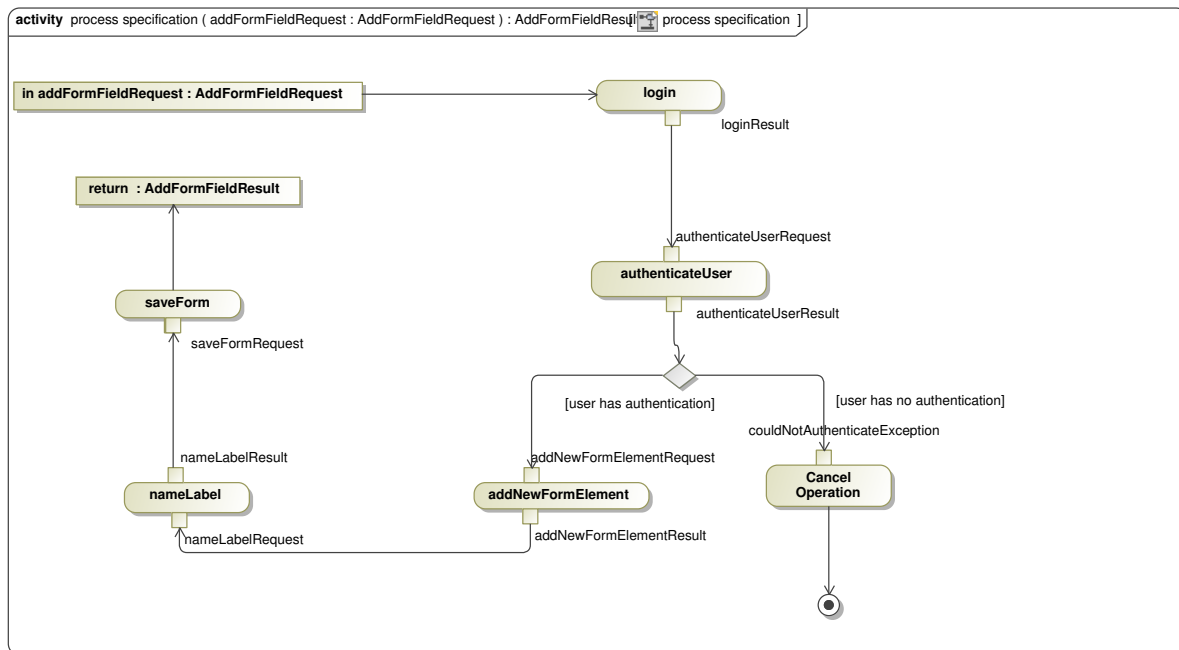 activity process specification ( addFormFieldRequest : AddFormFieldRequest ) : AddFormFieldResult[ process specification ]
in addFormFieldRequest : AddFormFieldRequest
login
loginResult
return : AddFormFieldResult
authenticateUserRequest
authenticateUser
saveForm
authenticateUserResult
saveFormRequest
[user has authentication]
[user has no authentication]
couldNotAuthenticateException
nameLabelResult
addNewFormElementRequest
nameLabel
addNewFormElement
Cancel
Operation
nameLabelRequest
addNewFormElementResult